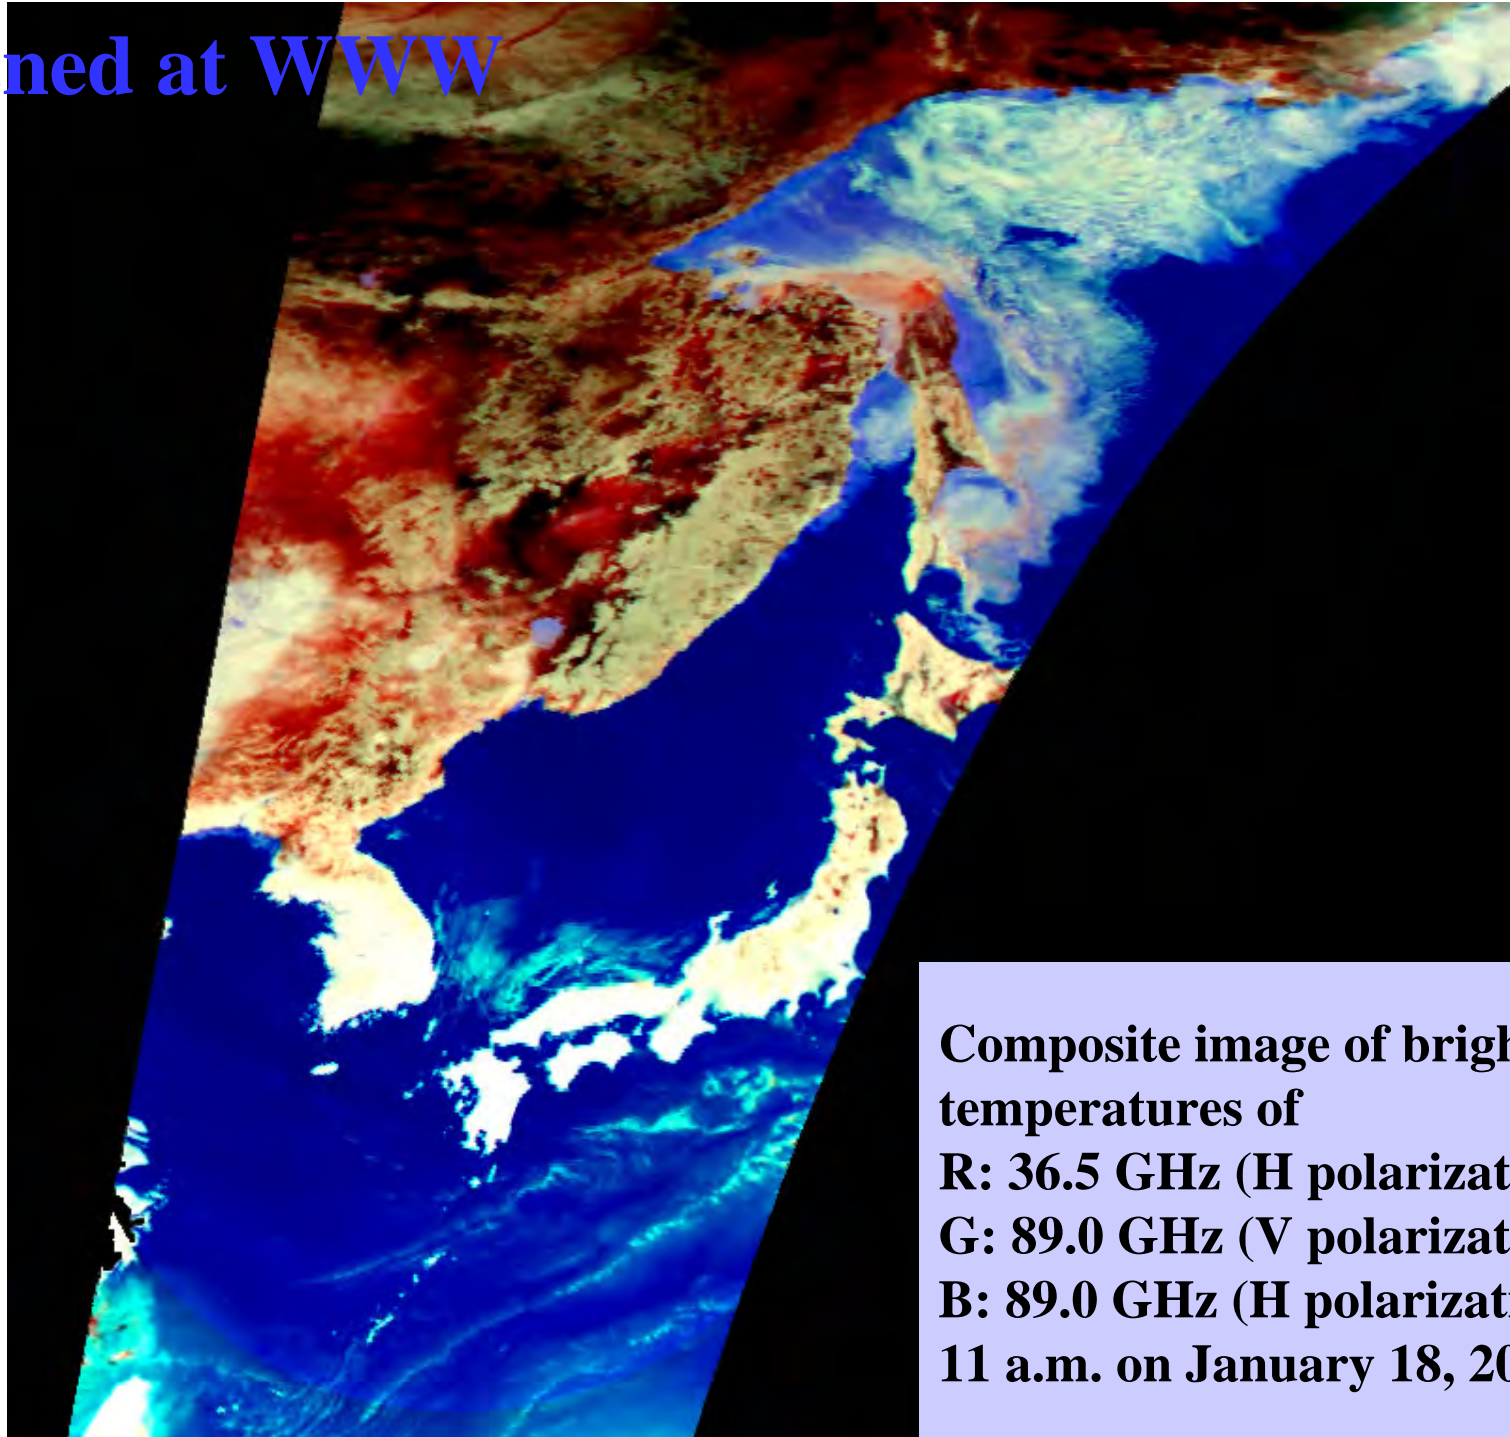 ned at WWW
Composite image of brigh
temperatures of
R: 36.5 GHz (H polarizat
G: 89.0 GHz (V polarizat
B: 89.0 GHz (H polarizati
11 a.m. on January 18, 20